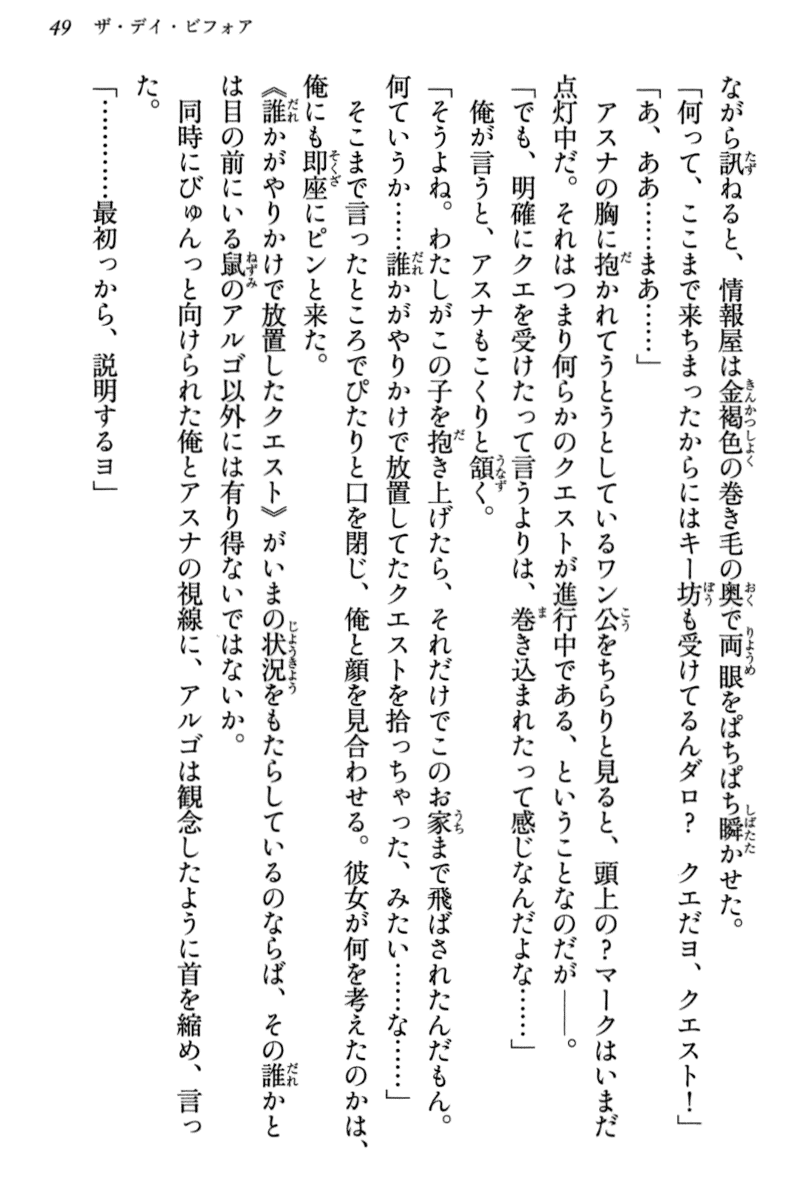 49 ザ・デイ・ビフォア
ながら訊ねると、情報屋は金褐色の巻き毛の奥で両眼をぱちぱち瞬かせた。
「何って、ここまで来ちまったからにはキー坊も受けてるんダロ？　クエだヨ、クエスト！」
「あ、ああ……まあ……」
　アスナの胸に抱かれてうとうとしているワン公をちらりと見ると、頭上の？マークはいまだ
点灯中だ。それはつまり何らかのクエストが進行中である、ということなのだが――。
「でも、明確にクエを受けたって言うよりは、巻き込まれたって感じなんだよな……」
　俺が言うと、アスナもこくりと頷く。
「そうよね。わたしがこの子を抱き上げたら、それだけでこのお家まで飛ばされたんだもん。
何ていうか……誰かがやりかけで放置してたクエストを拾っちゃった、みたい……な……」
　そこまで言ったところでぴたりと口を閉じ、俺と顔を見合わせる。彼女が何を考えたのかは、
俺にも即座にピンと来た。
《誰かがやりかけで放置したクエスト》がいまの状況をもたらしているのならば、その誰かと
は目の前にいる鼠のアルゴ以外には有り得ないではないか。
　同時にびゅんっと向けられた俺とアスナの視線に、アルゴは観念したように首を縮め、言っ
た。
「…………最初っから、説明するヨ」